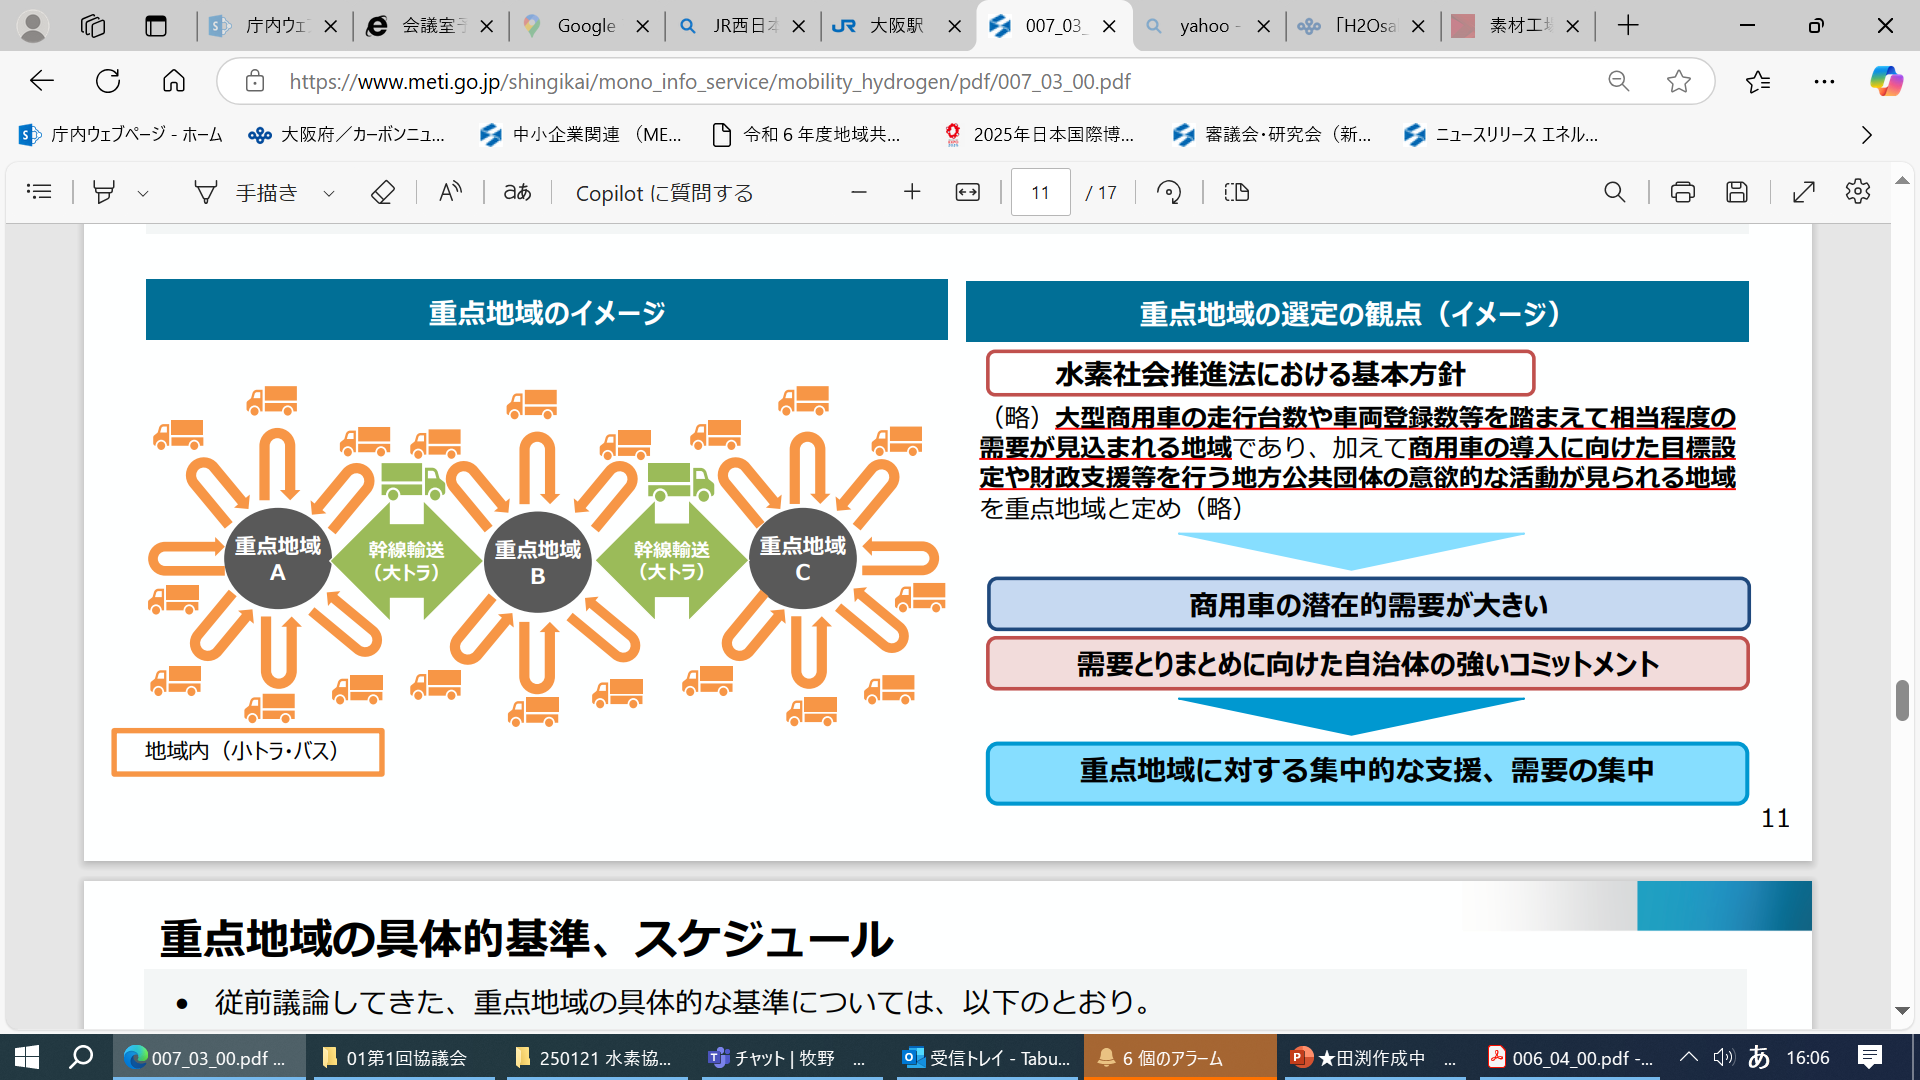 庁内ウェ
会議室予
Google
JR西日本
大阪駅
007_03_
yahoo -
「H2Osa
素材工場
https://www.meti.go.jp/shingikai/mono_info_service/mobility_hydrogen/pdf/007_03_00.pdf
庁内ウェブページ - ホーム
大阪府／カーボンニュ...
中小企業関連 （ME...
令和６年度地域共...
2025年日本国際博...
審議会・研究会（新...
ニュースリリース エネル...
手描き
aあ
Copilot に質問する
11
/ 17
重点地域のイメージ
重点地域の選定の観点（イメージ）
水素社会推進法における基本方針
（略）大型商用車の走行台数や車両登録数等を踏まえて相当程度の
需要が見込まれる地域であり、加えて商用車の導入に向けた目標設
定や財政支援等を行う地方公共団体の意欲的な活動が見られる地域
を重点地域と定め（略）
重点地域
A
幹線輸送
（大トラ）
重点地域
B
幹線輸送
（大トラ）
重点地域
C
商用車の潜在的需要が大きい
需要とりまとめに向けた自治体の強いコミットメント
重点地域に対する集中的な支援、需要の集中
地域内（小トラ・バス）
11
重点地域の具体的基準、スケジュール
• 従前議論してきた、重点地域の具体的な基準については、以下のとおり。
007_03_00.pdf ...
01第1回協議会
250121 水素協...
チャット | 牧野 ...
受信トレイ - Tabu...
6 個のアラーム
★田渕作成中 ...
006_04_00.pdf -...
あ
16:06